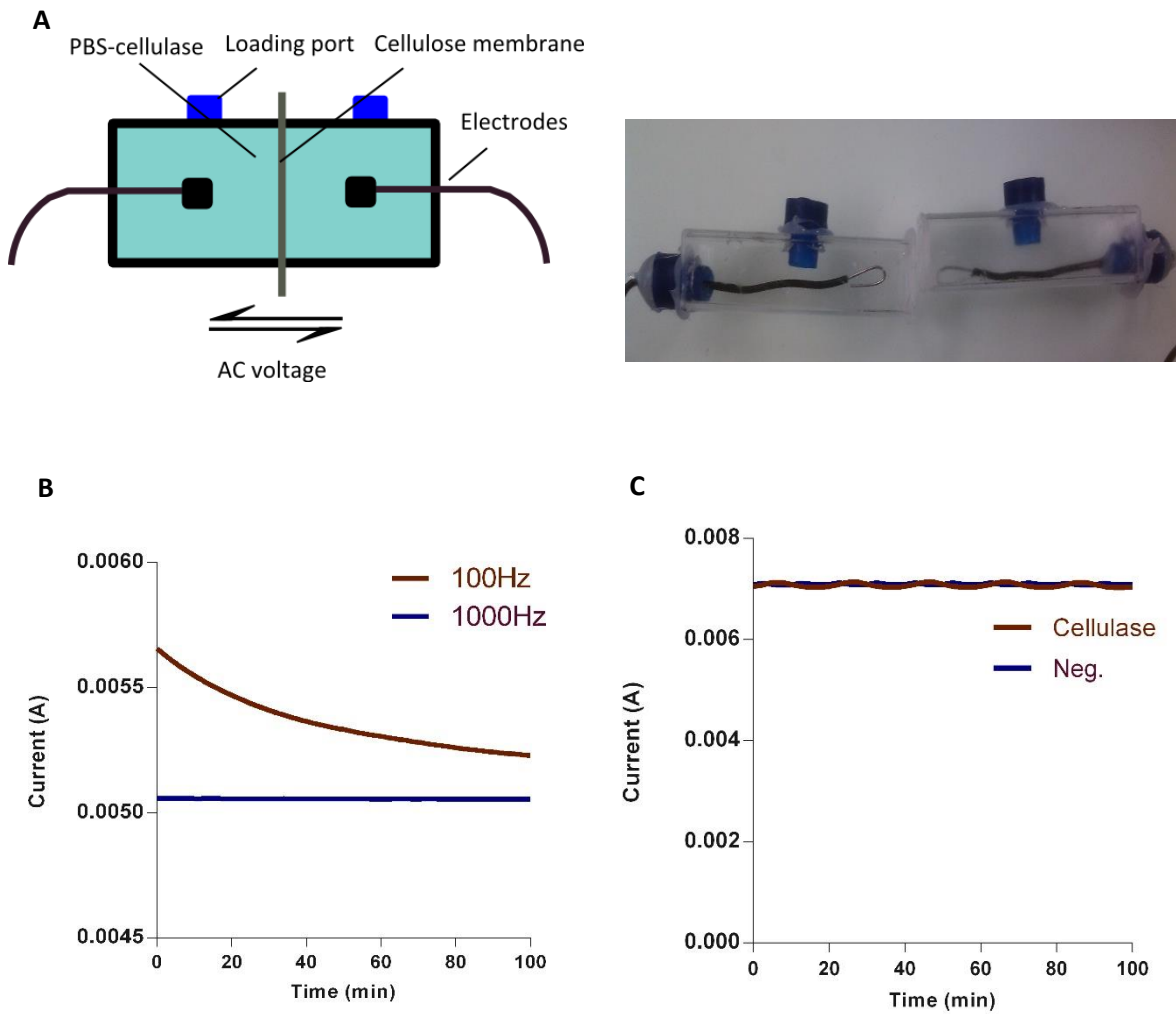 A
PBS-cellulase
Loading port
Cellulose membrane
Electrodes
AC voltage
B
0.0060
0.0055
0.0050
0.0045
Current (A)
0
20
40
60
80
100
Time (min)
100Hz
1000Hz
C
0.008
0.006
0.004
0.002
0.000
Current (A)
0
20
40
60
80
100
Time (min)
Cellulase
Neg.